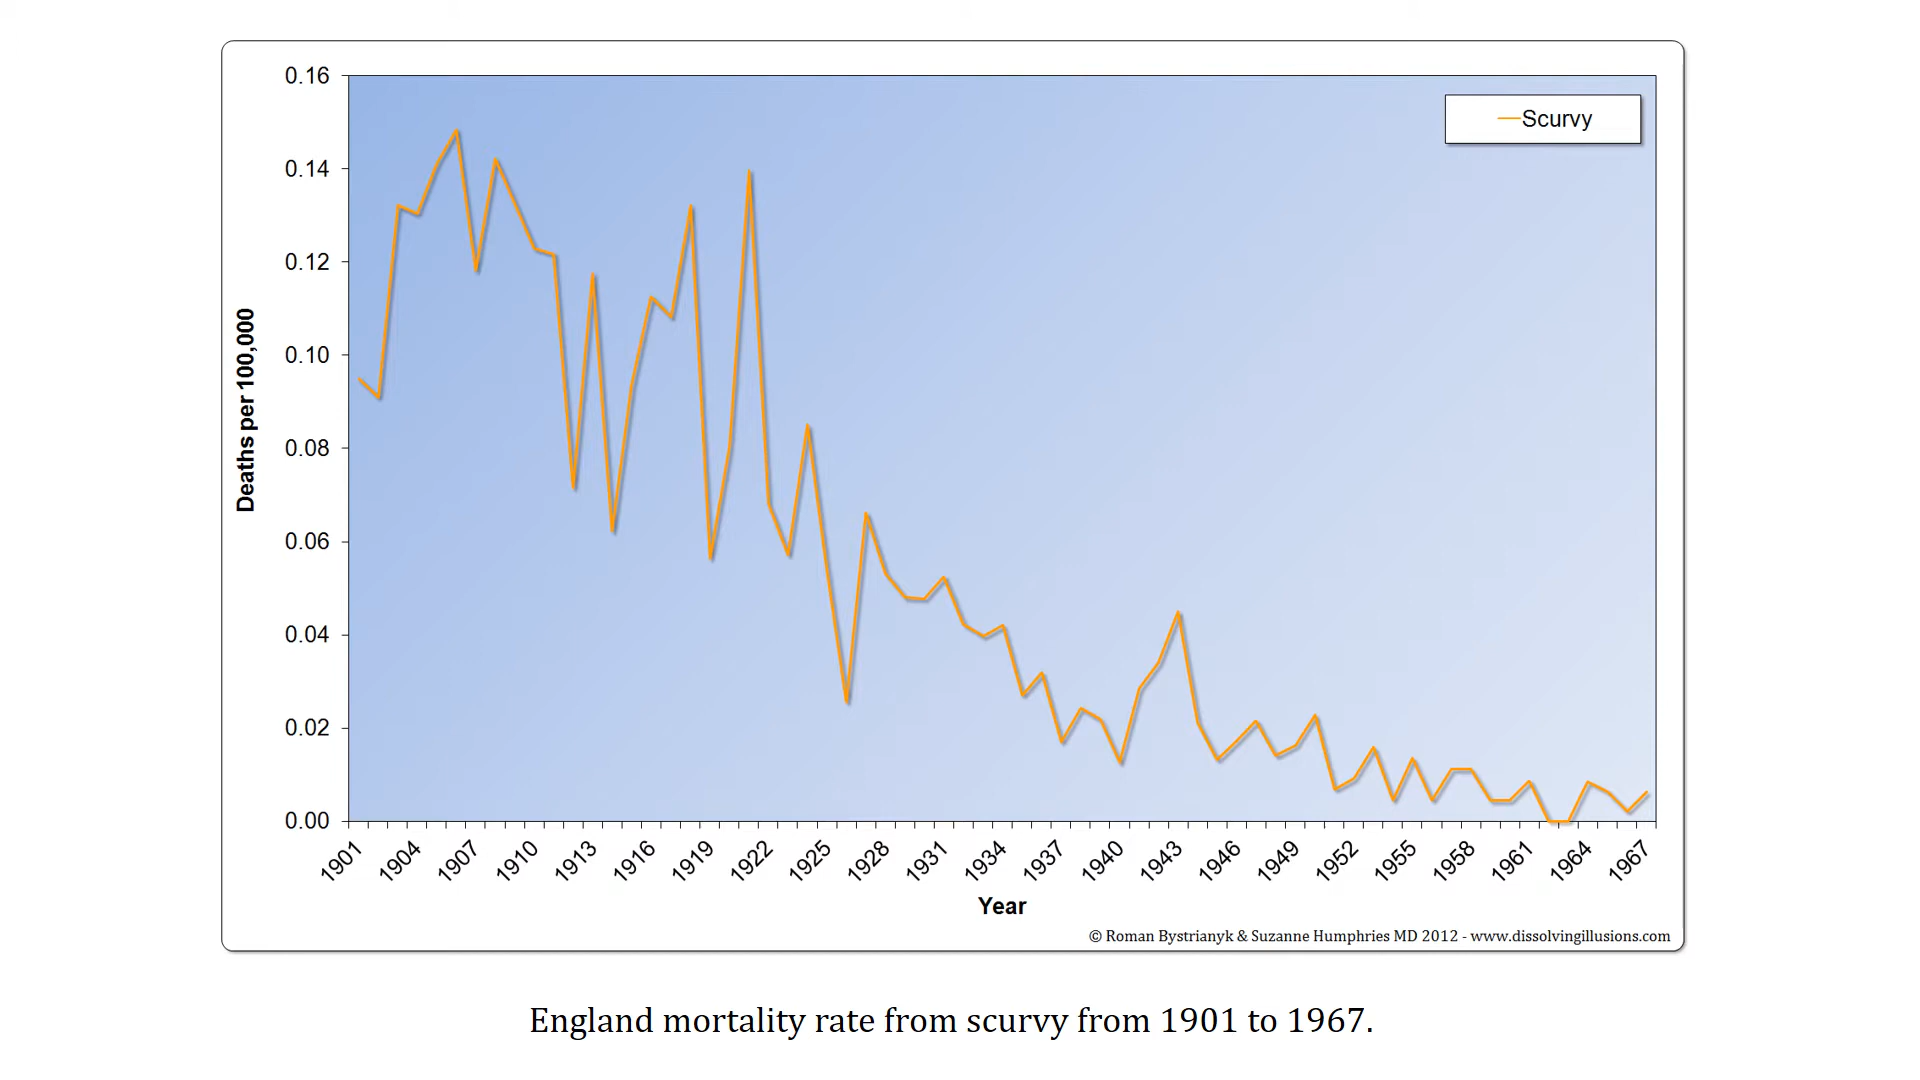 0.16
0.14
0.12
0.10
0.08
0.06
0.04
0.02
0.00
Deaths per 100,000
Scurvy
1901 1904 1907 1910 1913 1916 1919 1922 1925 1928 1931 1934 1937 1940 1943 1946 1949 1952 1955 1958 1961 1964 1967
Year
© Roman Bystrianyk & Suzanne Humphries MD 2012 - www.dissolvingillusions.com
England mortality rate from scurvy from 1901 to 1967.